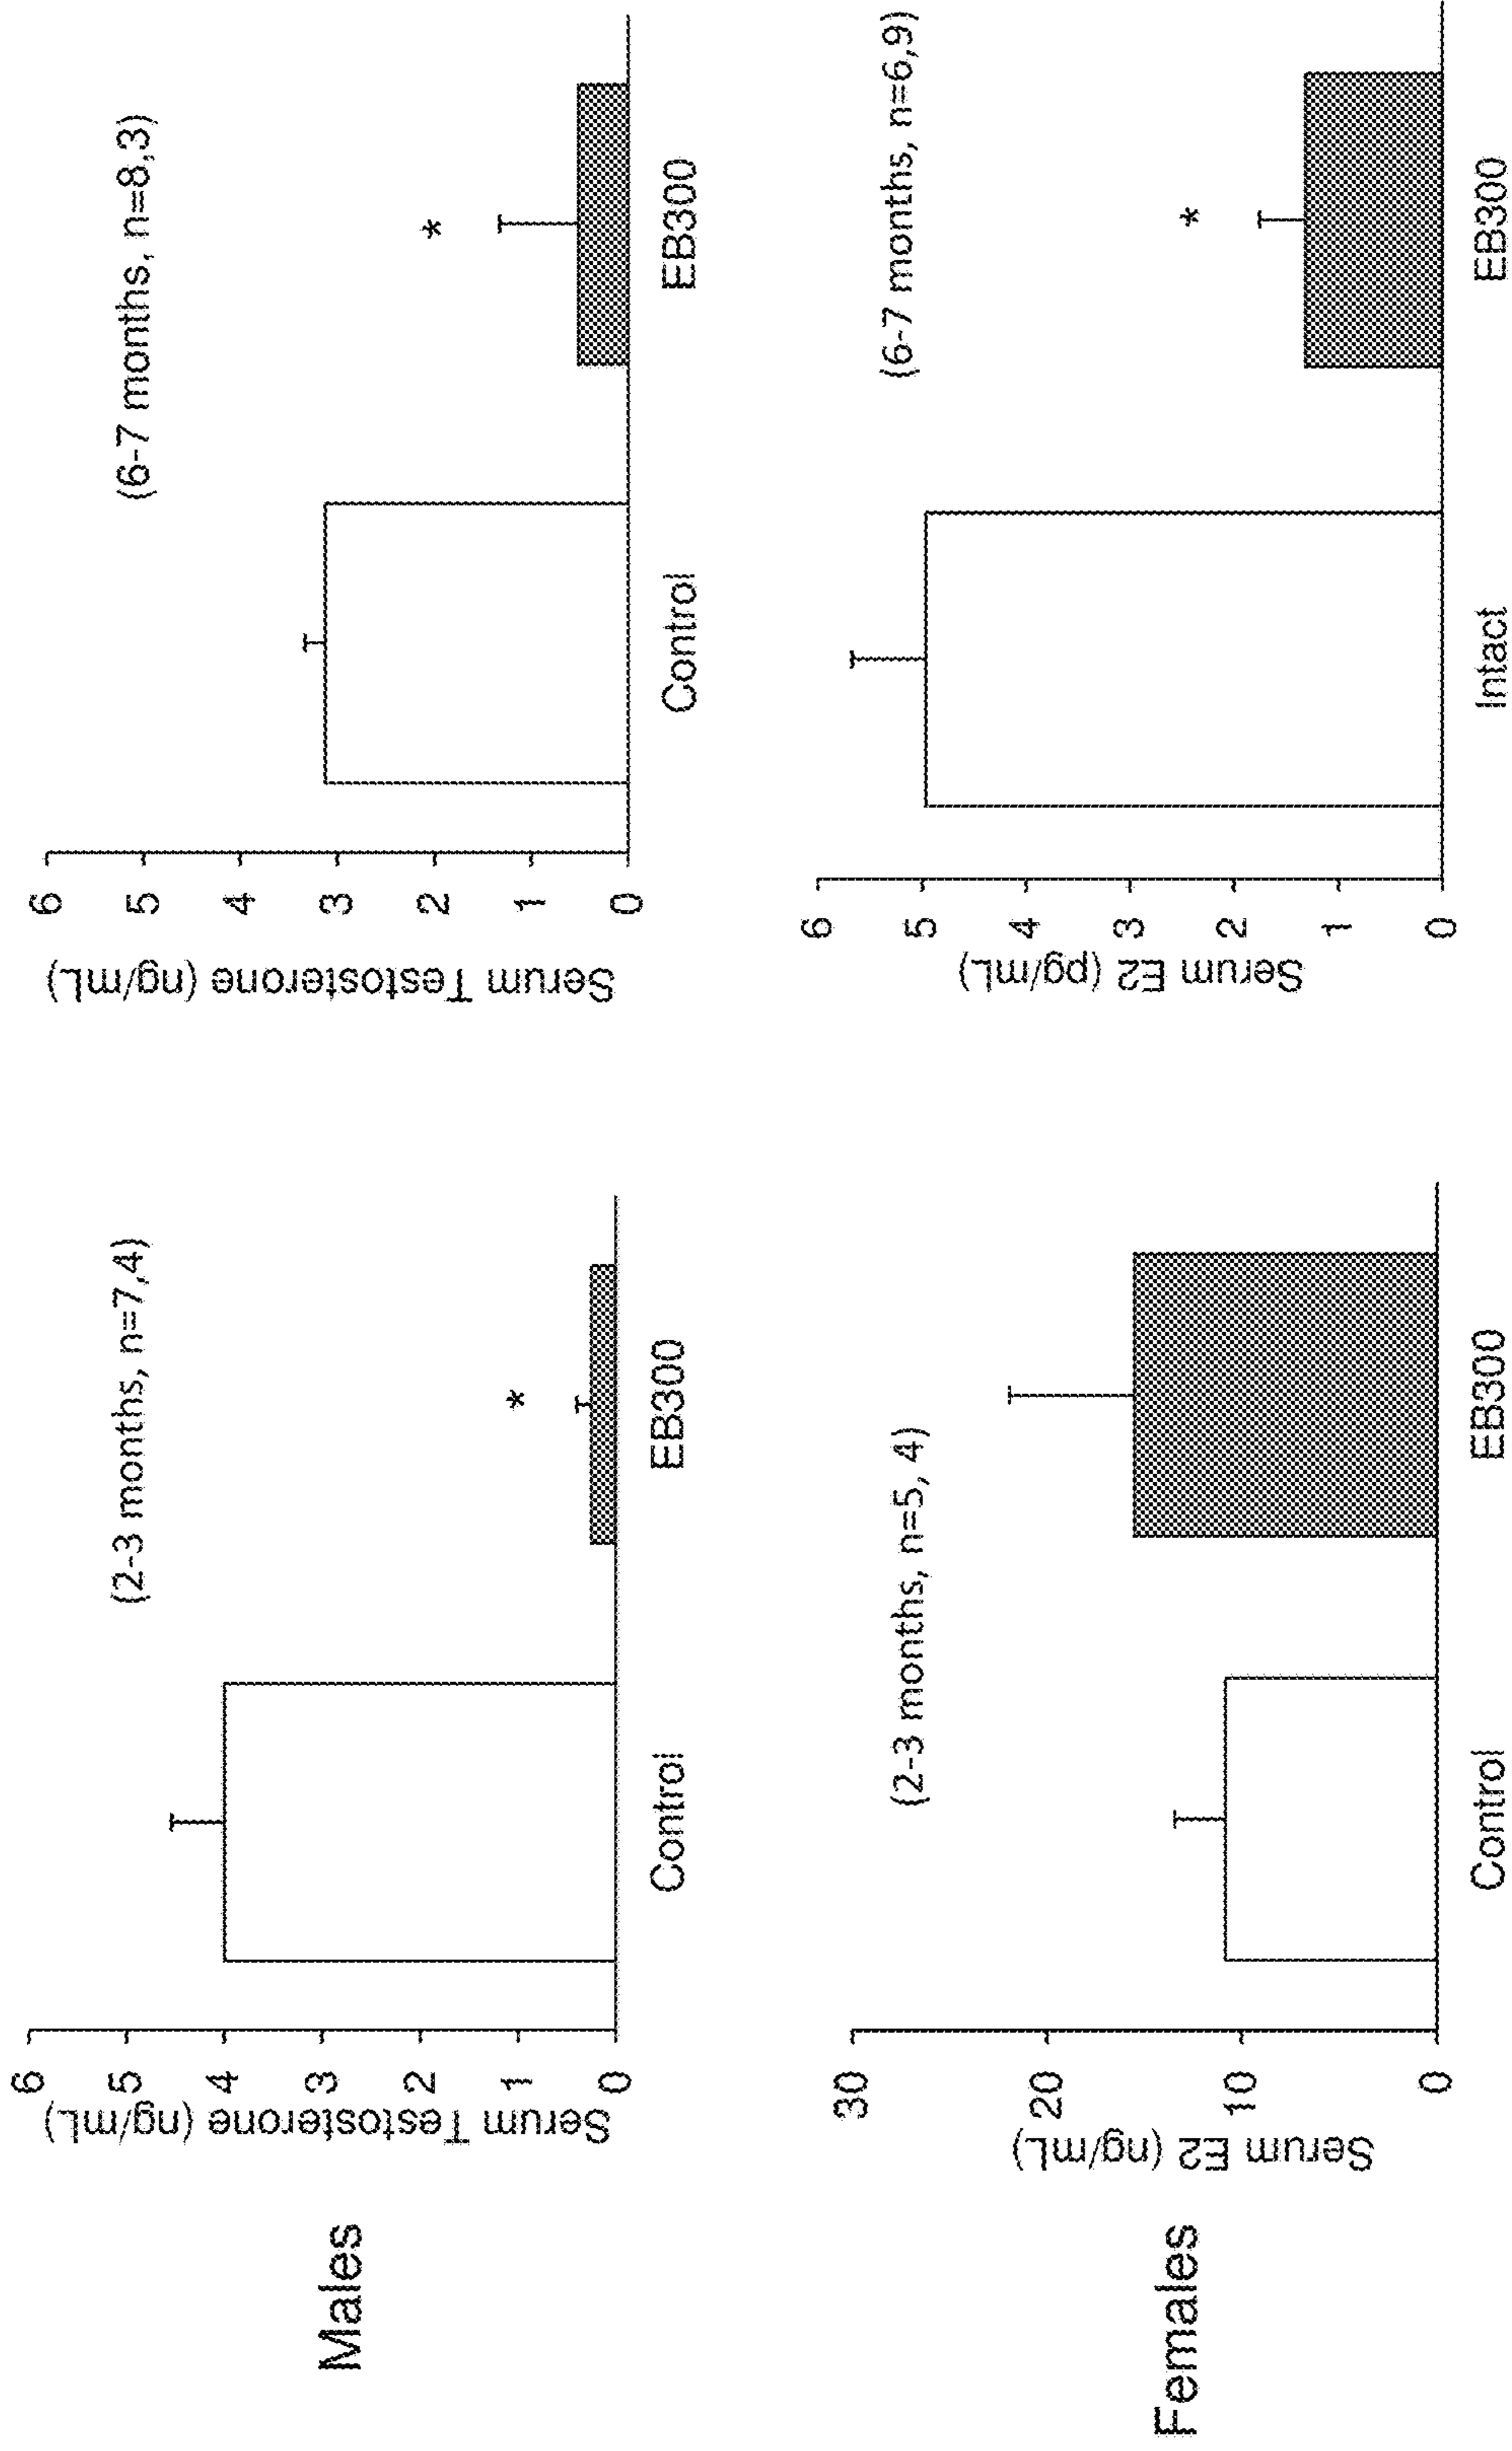 Males
Serum Testosterone (ng/mL)
6
5
4
3
2
1
0
(2-3 months, n=7,4)
*
Control
EB300
Serum Testosterone (ng/mL)
6
5
4
3
2
1
0
(6-7 months, n=8,3)
*
Control
EB300
Females
Serum E2 (ng/mL)
30
20
10
0
(2-3 months, n=5, 4)
Control
EB300
Serum E2 (pg/mL)
6
5
4
3
2
1
0
(6-7 months, n=6,9)
*
Intact
EB300